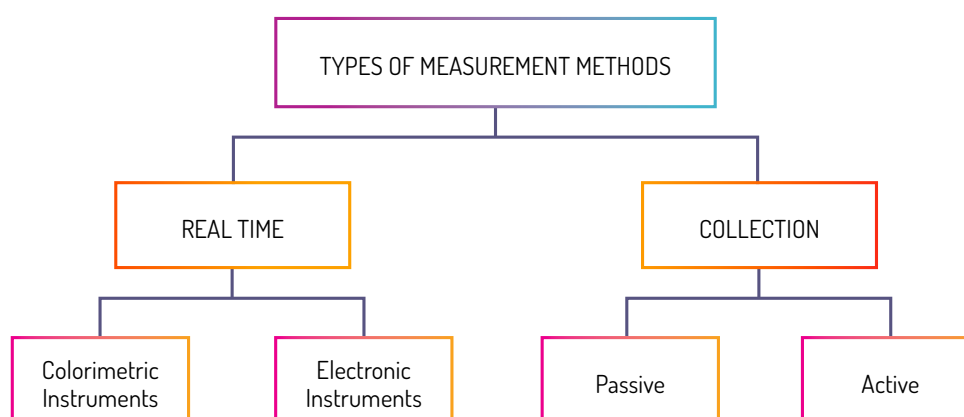 TYPES OF MEASUREMENT METHODS
REAL TIME
COLLECTION
Colorimetric
Instruments
Electronic
Instruments
Passive
Active